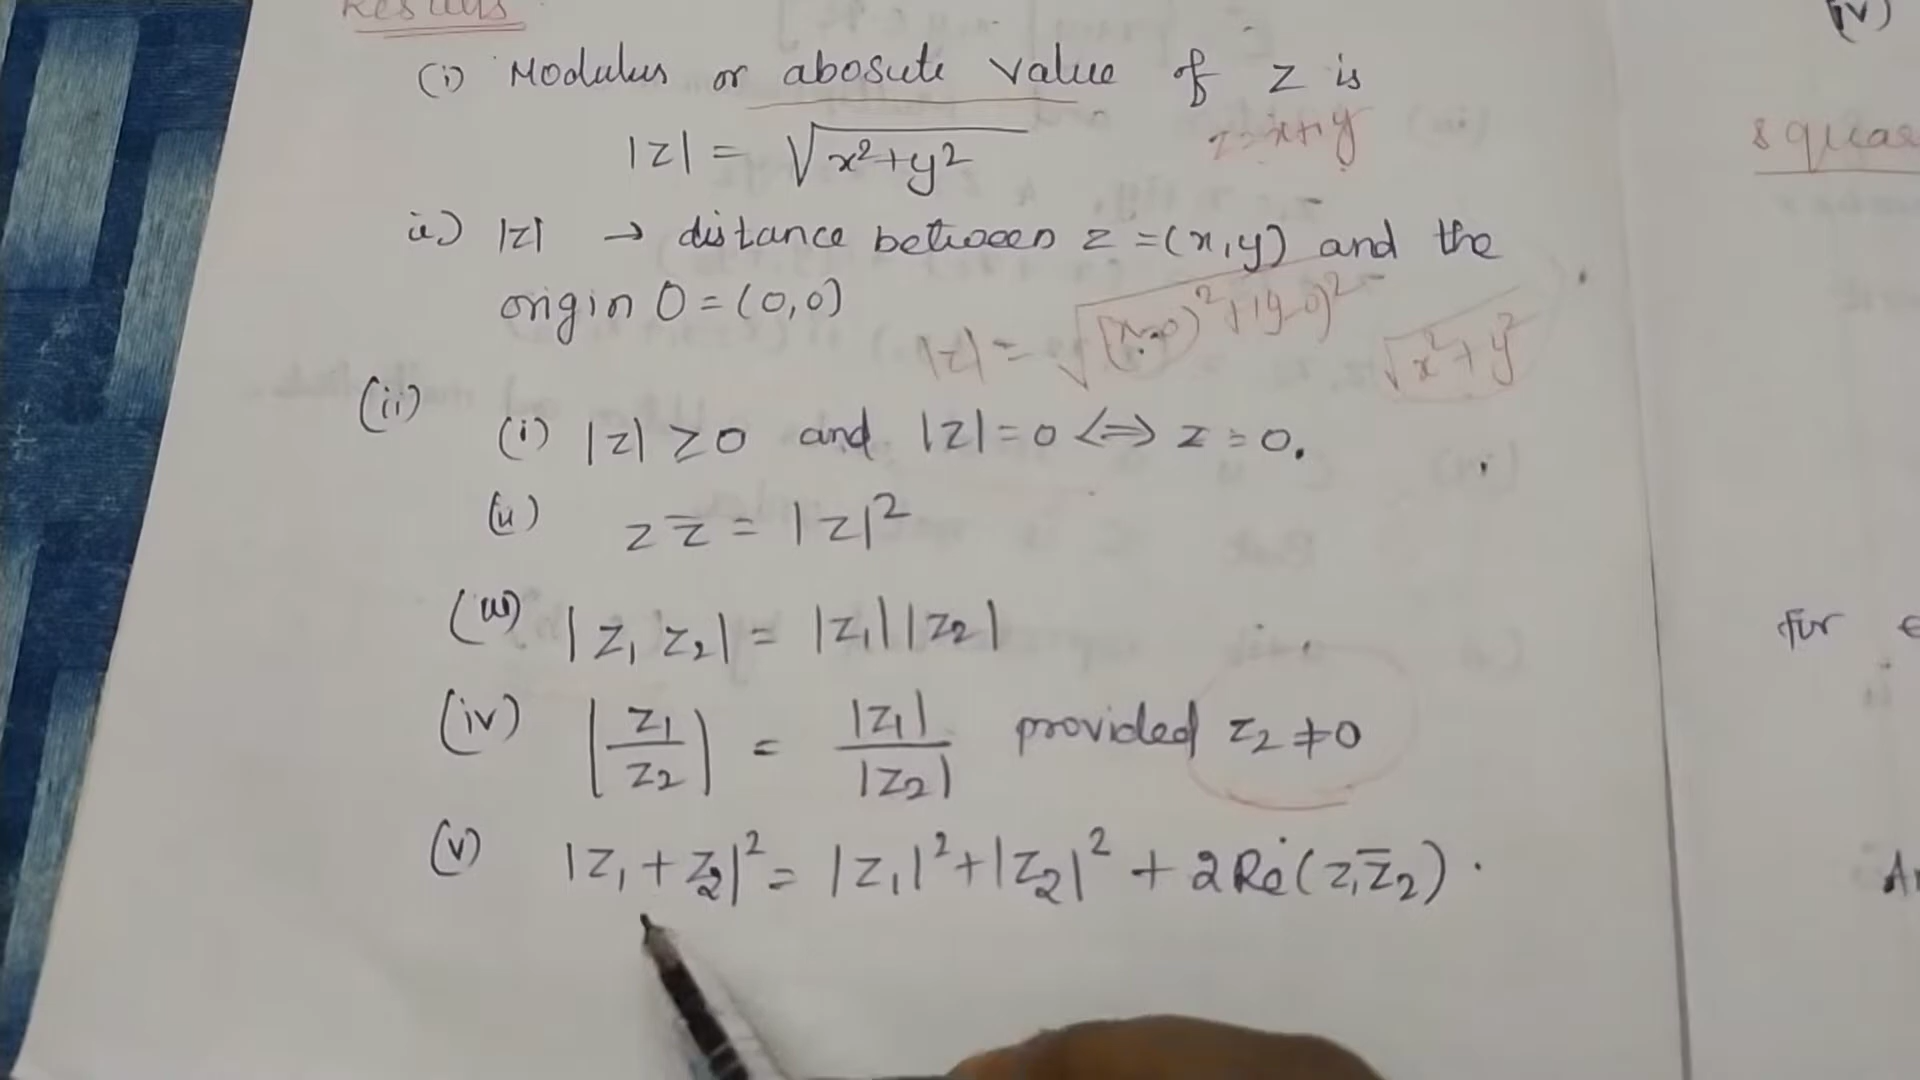 Results
(i) Modulus or abosute value of z is
|z| = √x²+y² z=x+iy
ii) |z| → distance between z = (x,y) and the
origin O = (0,0)
|z| = √(x-0)²+(y-0)² √x²+y²
(ii)
(i) |z| ≥ 0 and |z| = 0 <=> z = 0.
(ii) z z̄ = |z|²
(iii) |z₁ z₂| = |z₁| |z₂|
(iv) |z₁/z₂| = |z₁|/|z₂| provided z₂ ≠ 0
(v) |z₁ + z₂|² = |z₁|² + |z₂|² + 2Re(z₁z̄₂).
(iv)
for